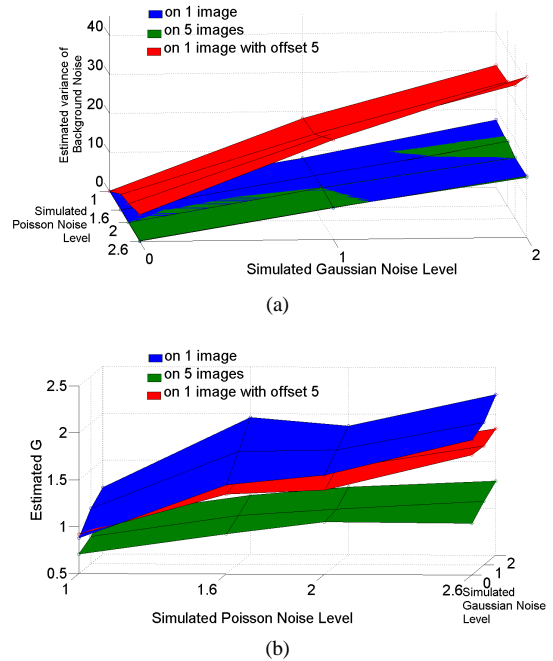 on 1 image
on 5 images
on 1 image with offset 5
Estimated variance of
Background Noise
40
30
20
10
0
1
1.6
2
2.6
Simulated
Poisson Noise
Level
0
1
2
Simulated Gaussian Noise Level
(a)
on 1 image
on 5 images
on 1 image with offset 5
Estimated G
2.5
2
1.5
1
0.5
1
1.6
2
2.6
0
1
2
Simulated Poisson Noise Level
Simulated
Gaussian Noise
Level
(b)